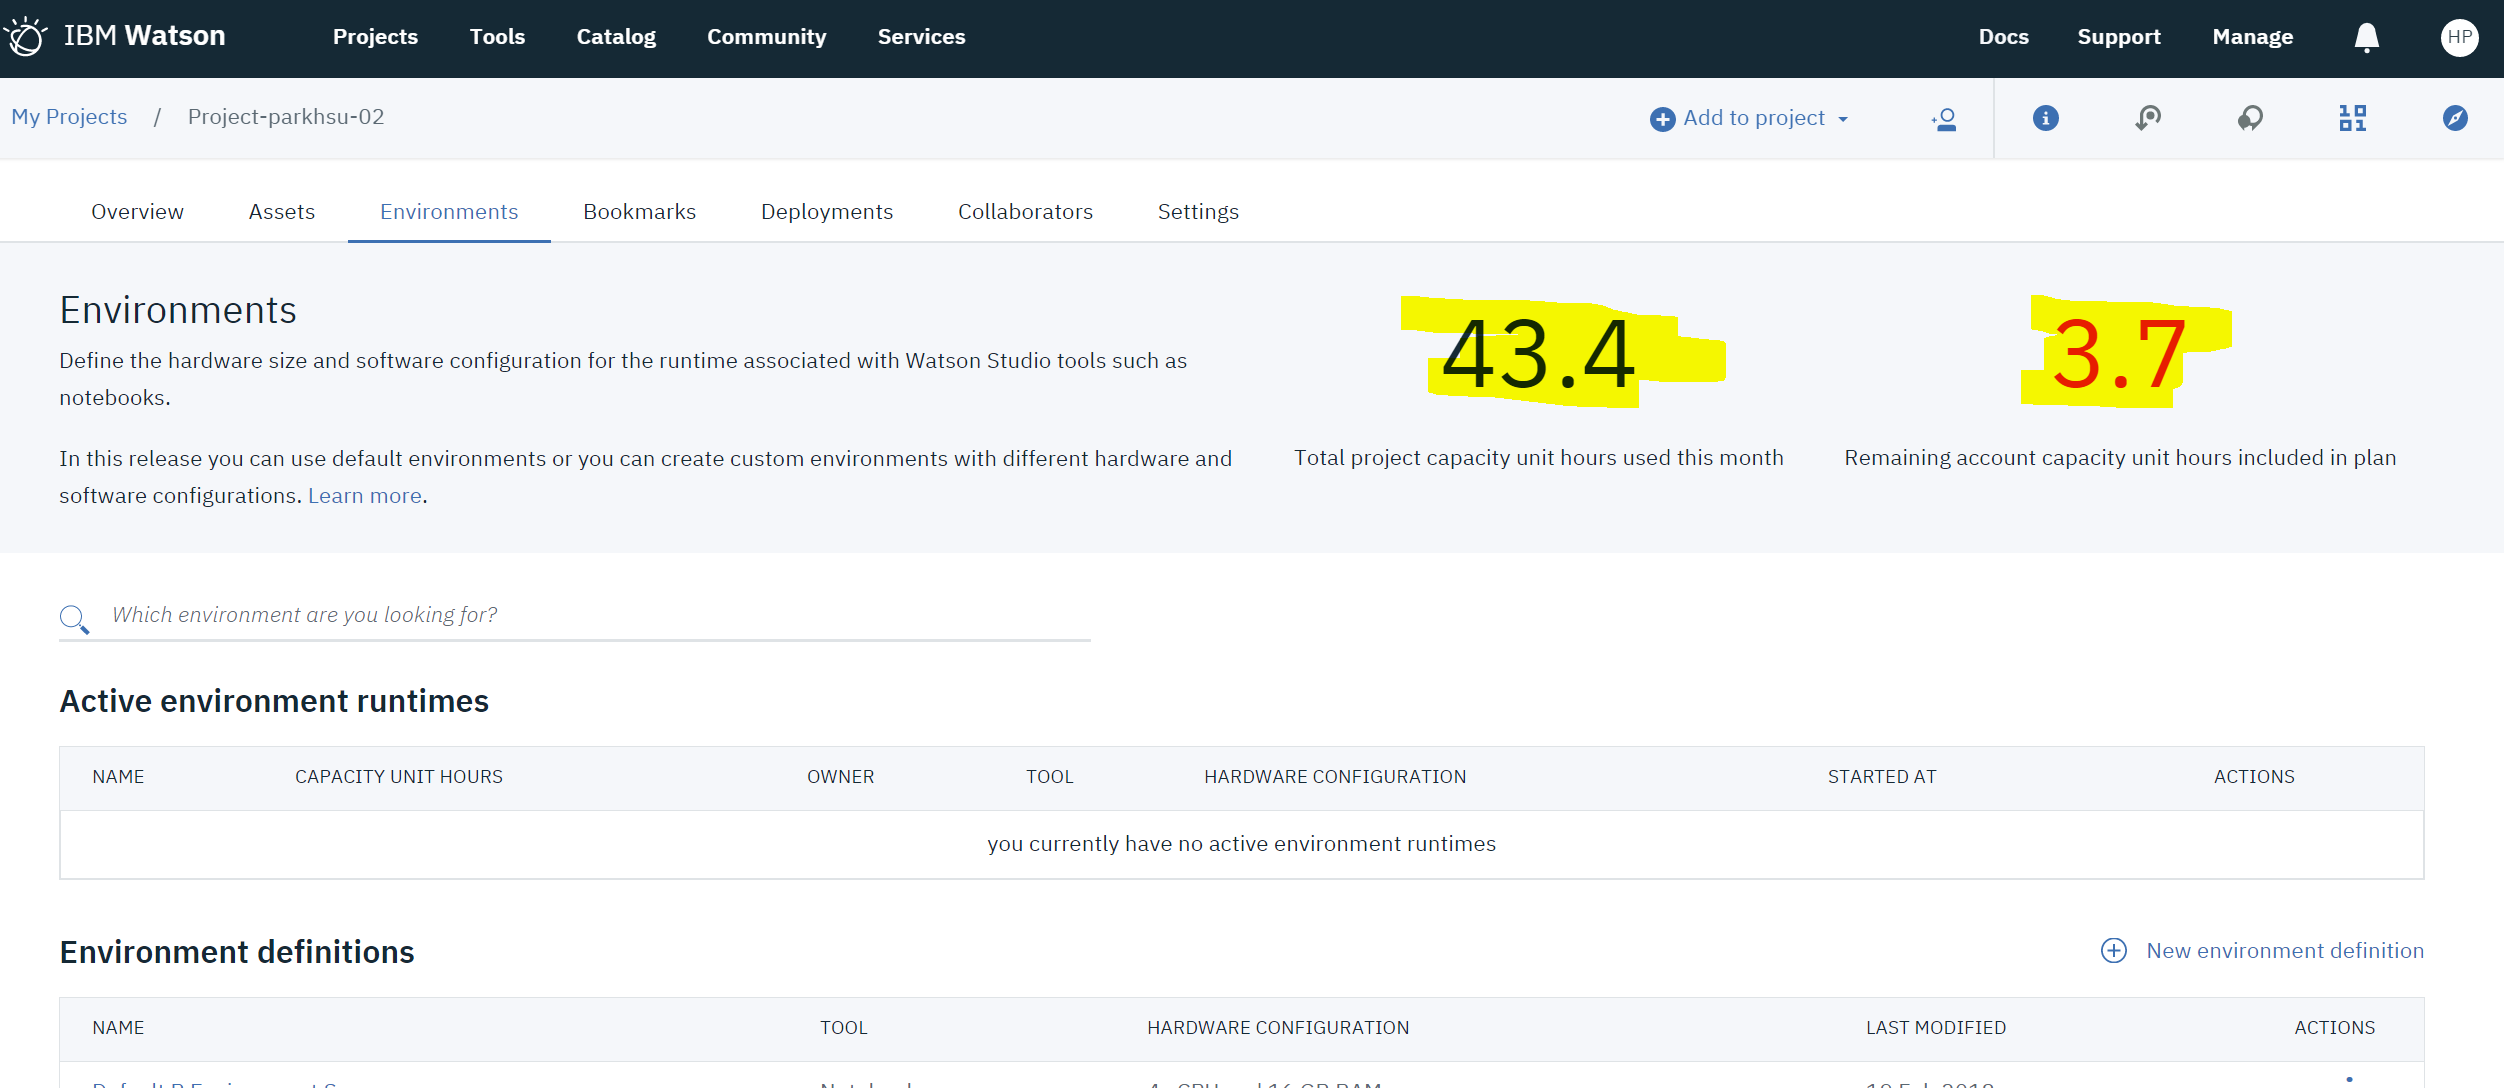 IBM Watson Projects Tools Catalog Community Services Docs Support Manage HP
My Projects / Project-parkhsu-02 Add to project
Overview Assets Environments Bookmarks Deployments Collaborators Settings
Environments
Define the hardware size and software configuration for the runtime associated with Watson Studio tools such as
notebooks.
In this release you can use default environments or you can create custom environments with different hardware and
software configurations. Learn more.
43.4
Total project capacity unit hours used this month
3.7
Remaining account capacity unit hours included in plan
Which environment are you looking for?
Active environment runtimes
NAME CAPACITY UNIT HOURS OWNER TOOL HARDWARE CONFIGURATION STARTED AT ACTIONS
you currently have no active environment runtimes
Environment definitions New environment definition
NAME TOOL HARDWARE CONFIGURATION LAST MODIFIED ACTIONS